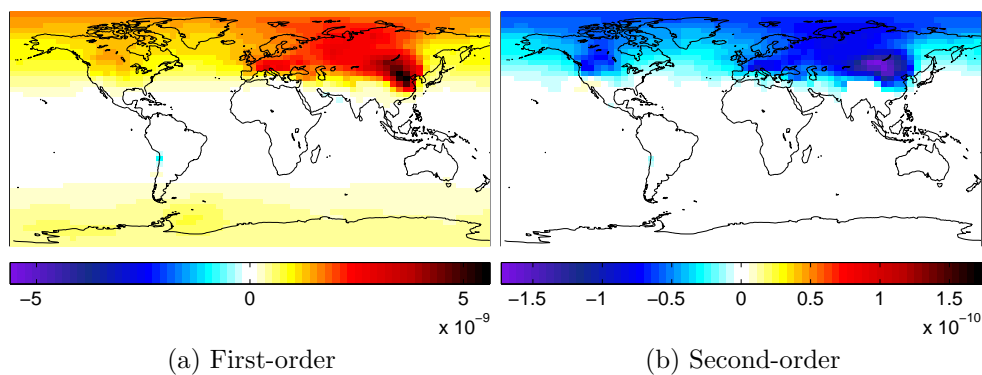 -5 0 5
x 10⁻⁹
-1.5 -1 -0.5 0 0.5 1 1.5
x 10⁻¹⁰
(a) First-order
(b) Second-order